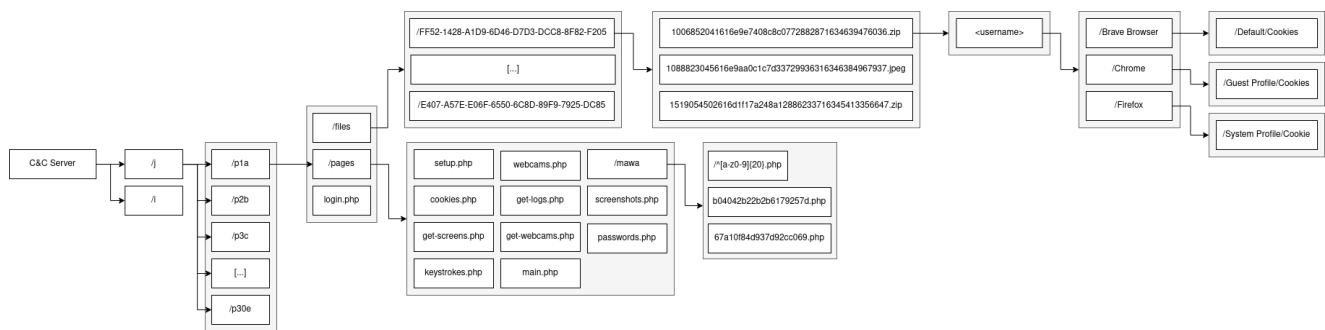 C&C Server
/j
/i
/p1a
/p2b
/p3c
[...]
/p30e
/files
/pages
login.php
/FF52-1428-A1D9-6D46-D7D3-DCC8-8F82-F205
[...]
/E407-A57E-E06F-6550-6C8D-89F9-7925-DC85
1006852041616e9e7408c8c0772882871634639476036.zip
1088823045616e9aa0c1c7d33729936316346384967937.jpeg
1519054502616d1f17a248a12886233716345413356647.zip
<username>
/Brave Browser
/Chrome
/Firefox
/Default/Cookies
/Guest Profile/Cookies
/System Profile/Cookie
setup.php
webcams.php
/mawa
cookies.php
get-logs.php
screenshots.php
get-screens.php
get-webcams.php
passwords.php
keystrokes.php
main.php
/^[a-z0-9]{20}.php
b04042b22b2b6179257d.php
67a10f84d937d92cc069.php